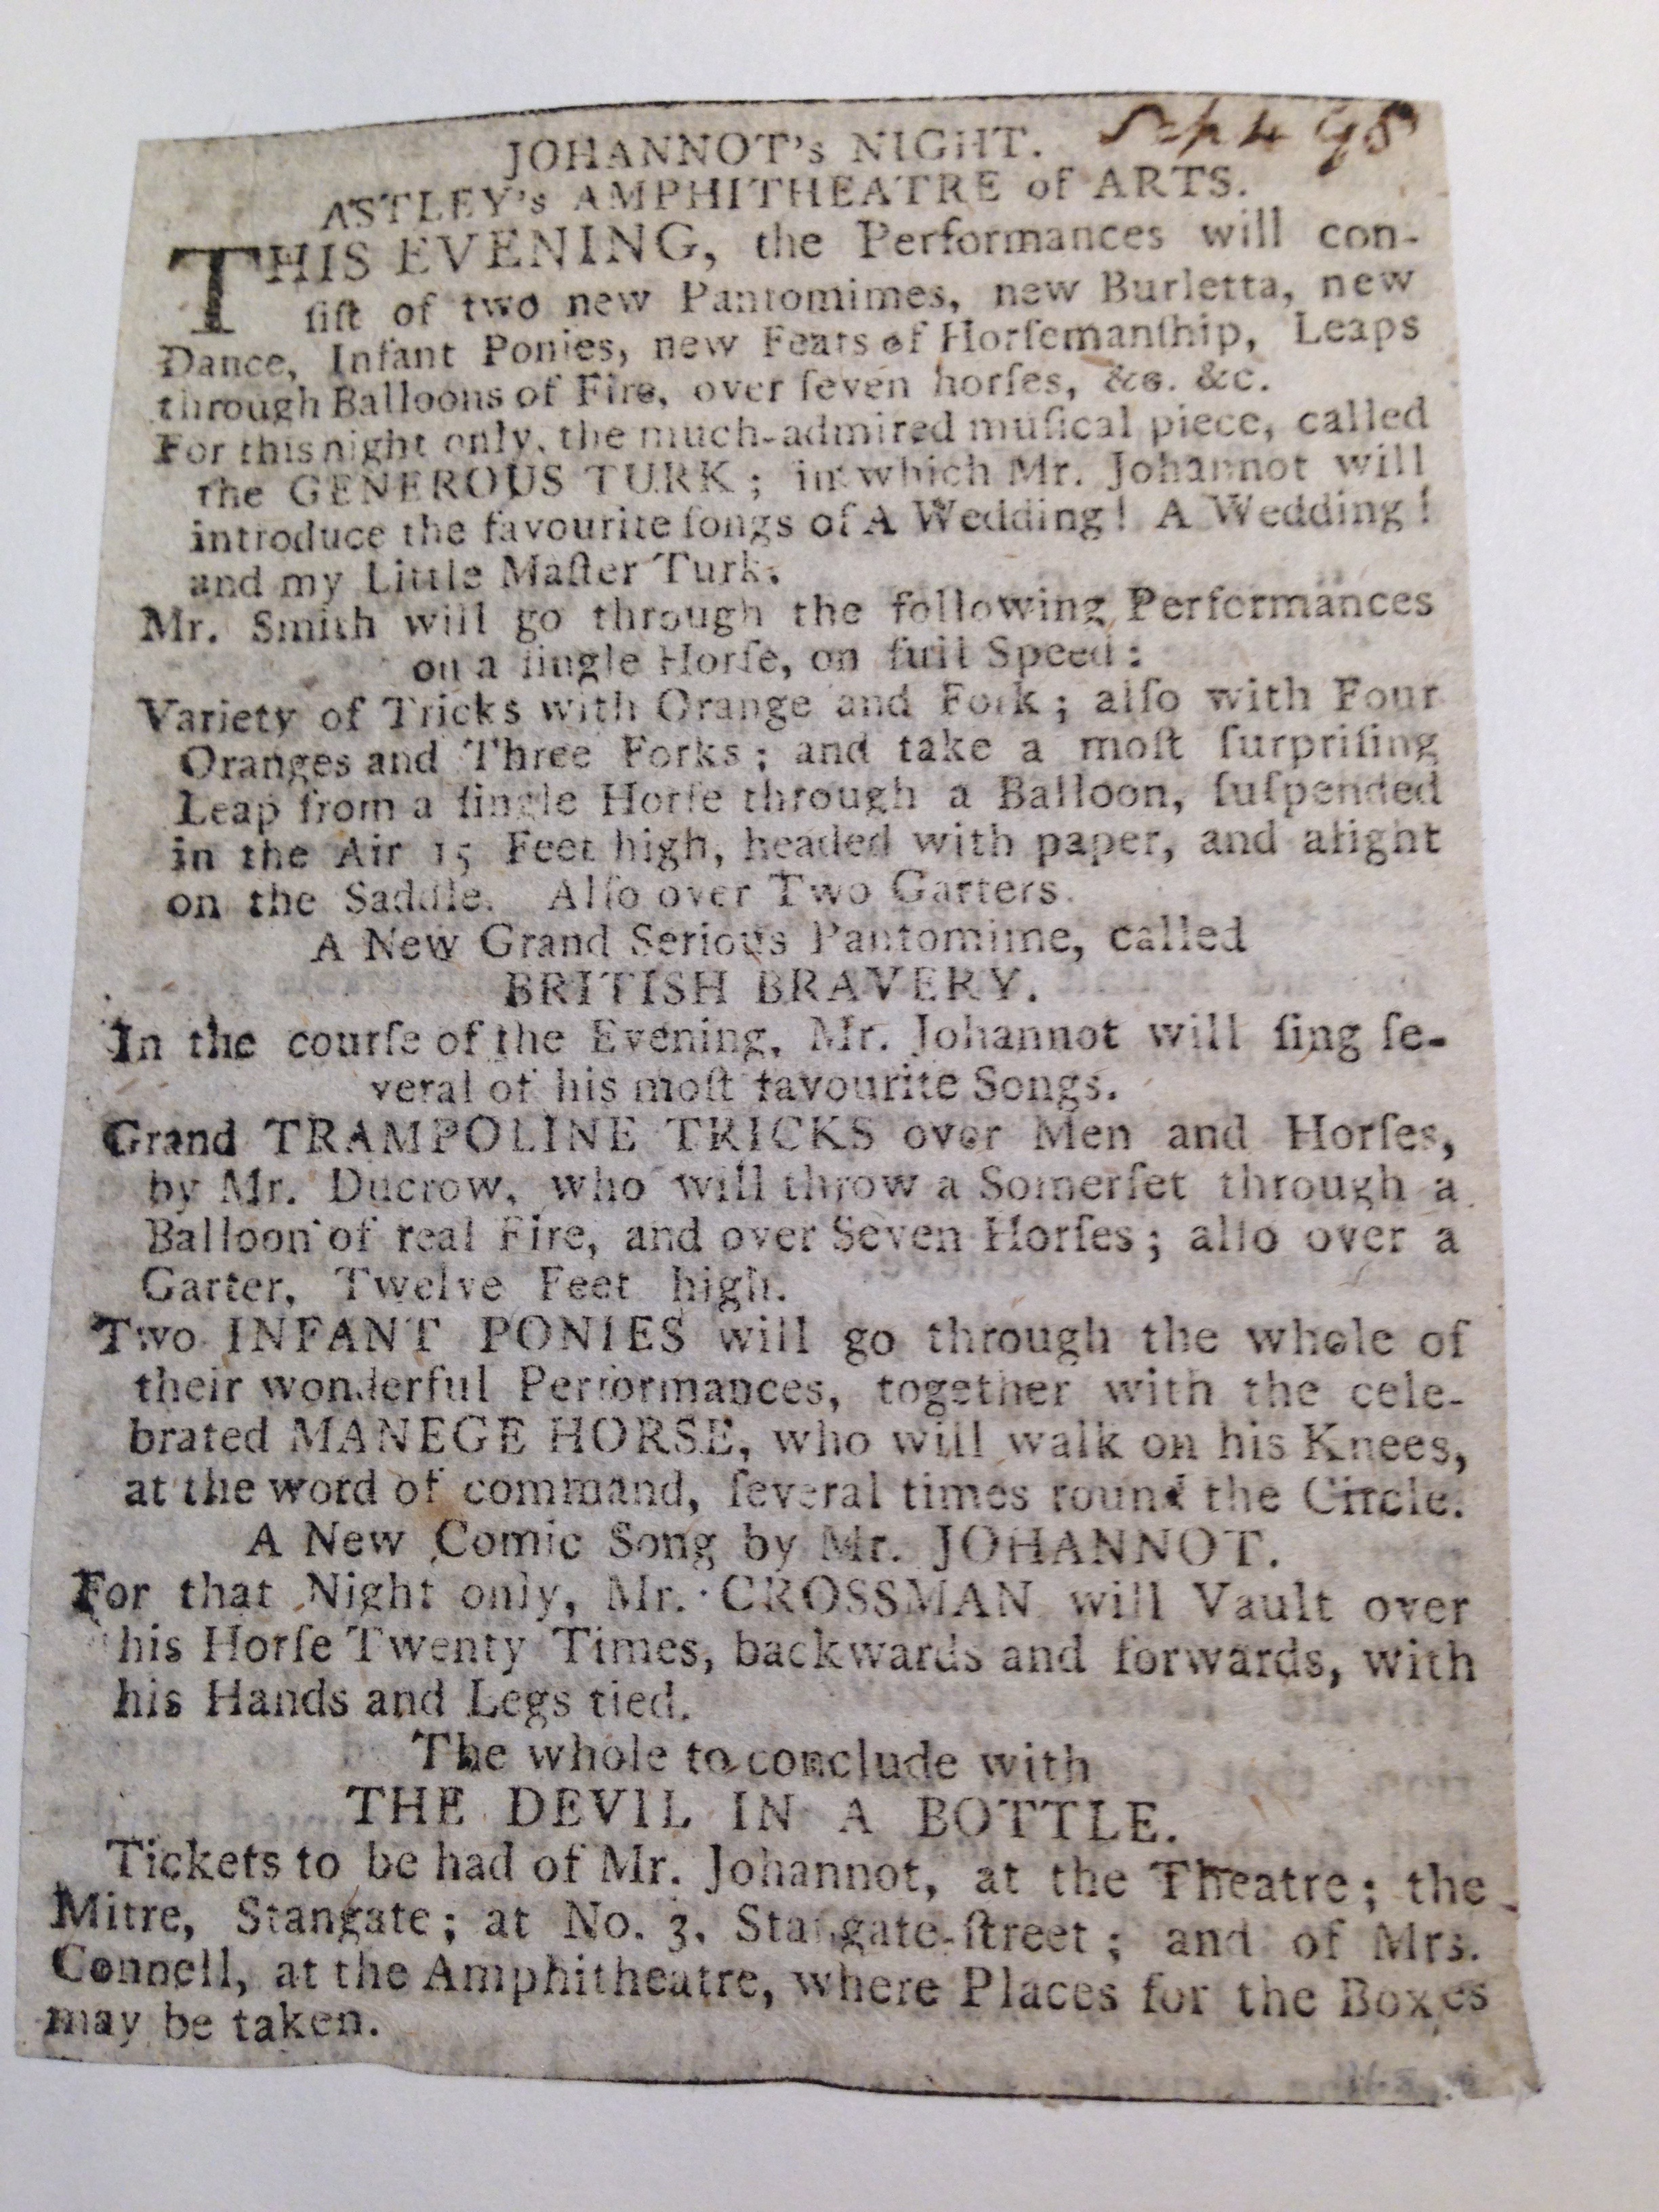 JOHANNOT's NIGHT. Sep 4 98
ASTLEY's AMPHITHEATRE of ARTS.
THIS EVENING, the Performances will con-
ſiſt of two new Pantomimes, new Burletta, new
Dance, Infant Ponies, new Feats of Horſemanſhip, Leaps
through Balloons of Fire, over ſeven horſes, &c. &c.
For this night only, the much-admired muſical piece, called
the GENEROUS TURK; in which Mr. Johannot will
introduce the favourite ſongs of A Wedding! A Wedding!
and my Little Maſter Turk.
Mr. Smith will go through the following Performances
on a ſingle Horſe, on full Speed:
Variety of Tricks with Orange and Fork; alſo with Four
Oranges and Three Forks; and take a moſt ſurpriſing
Leap from a ſingle Horſe through a Balloon, ſuſpended
in the Air 15 Feet high, headed with paper, and alight
on the Saddle. Alſo over Two Garters.
A New Grand Serious Pantomime, called
BRITISH BRAVERY.
In the courſe of the Evening, Mr. Johannot will ſing ſe-
veral of his moſt favourite Songs.
Grand TRAMPOLINE TRICKS over Men and Horſes,
by Mr. Ducrow, who will throw a Somerſet through a
Balloon of real Fire, and over Seven Horſes; alſo over a
Garter, Twelve Feet high.
Two INFANT PONIES will go through the whole of
their wonderful Performances, together with the cele-
brated MANEGE HORSE, who will walk on his Knees,
at the word of command, ſeveral times round the Circle.
A New Comic Song by Mr. JOHANNOT.
For that Night only, Mr. CROSSMAN will Vault over
his Horſe Twenty Times, backwards and forwards, with
his Hands and Legs tied.
The whole to conclude with
THE DEVIL IN A BOTTLE.
Tickets to be had of Mr. Johannot, at the Theatre; the
Mitre, Stangate; at No. 3, Stangate-ſtreet; and of Mrs.
Connell, at the Amphitheatre, where Places for the Boxes
may be taken.